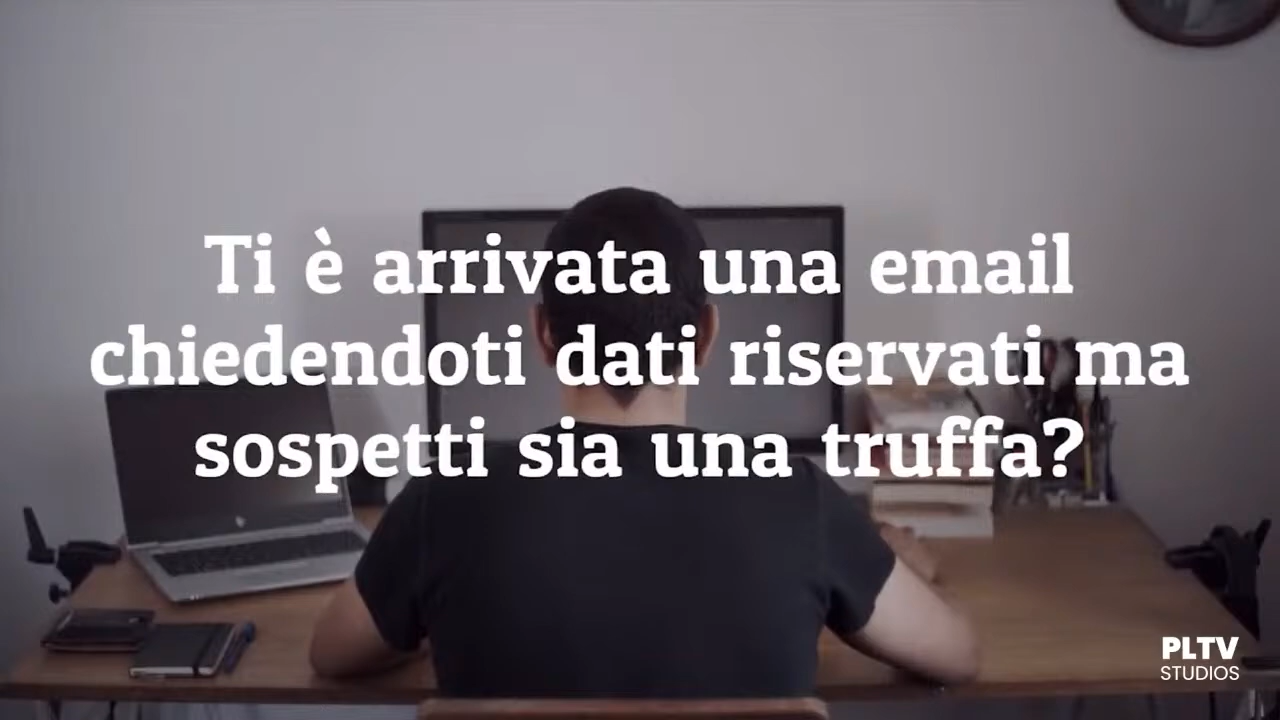 Ti è arrivata una email
chiedendoti dati riservati ma
sospetti sia una truffa?
PLTV
STUDIOS